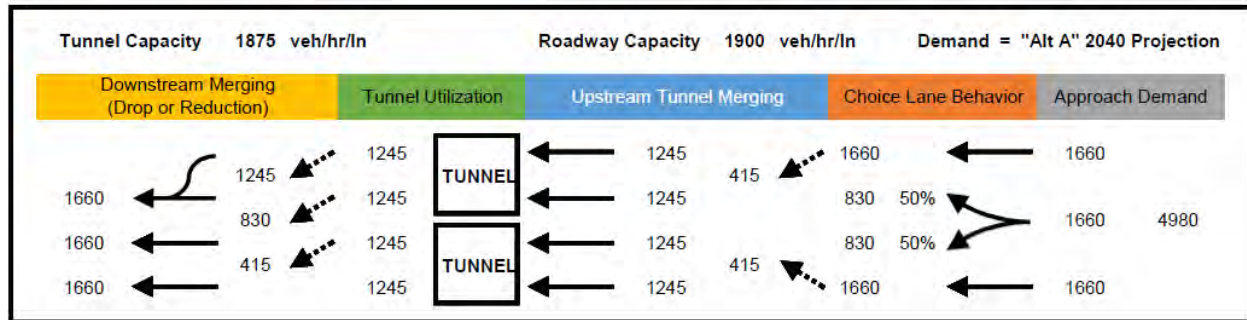 Tunnel Capacity 1875 veh/hr/ln Roadway Capacity 1900 veh/hr/ln Demand = "Alt A" 2040 Projection
Downstream Merging
(Drop or Reduction) Tunnel Utilization Upstream Tunnel Merging Choice Lane Behavior Approach Demand
1245 1245 1660 1660
1245 TUNNEL 415
1660 1245 1245 830 50%
830 1660 4980
1660 1245 1245 830 50%
415 TUNNEL 415
1660 1245 1245 1660 1660